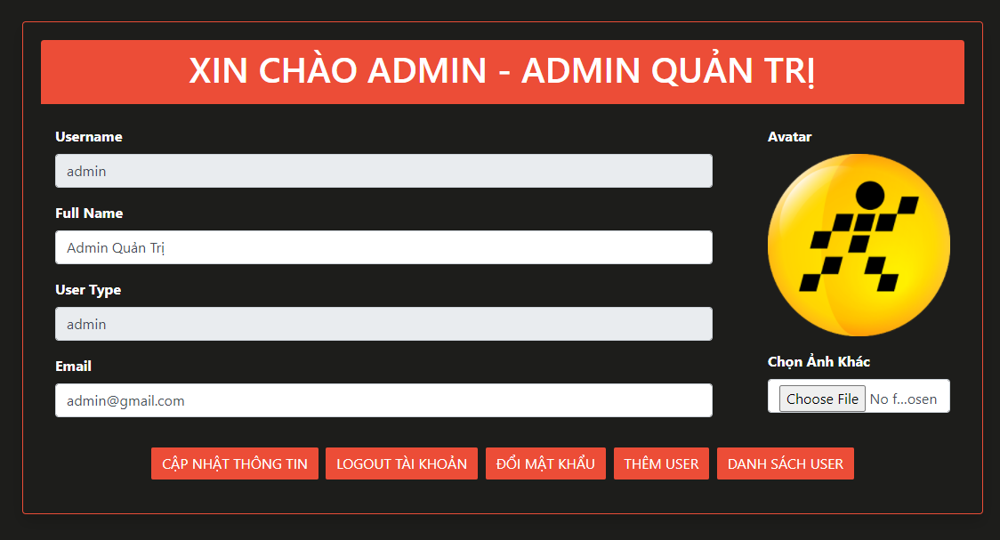 XIN CHÀO ADMIN - ADMIN QUẢN TRỊ
Username
admin
Full Name
Admin Quản Trị
User Type
admin
Email
admin@gmail.com
Avatar
Chọn Ảnh Khác
Choose File No f...osen
CẬP NHẬT THÔNG TIN
LOGOUT TÀI KHOẢN
ĐỔI MẬT KHẨU
THÊM USER
DANH SÁCH USER